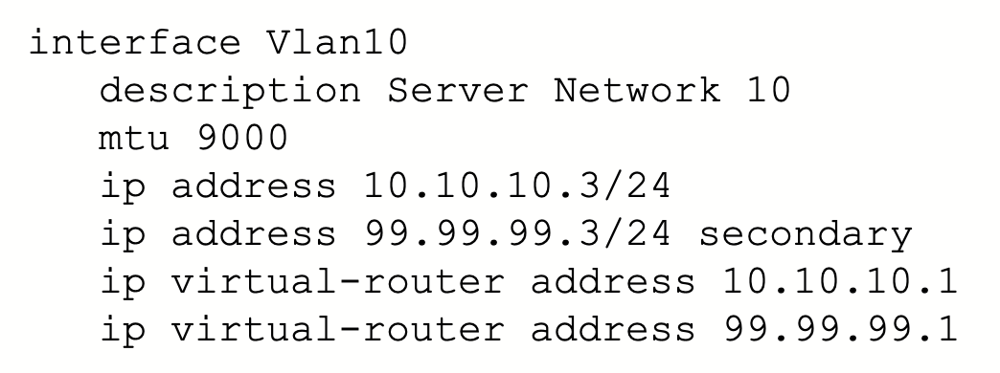 interface Vlan10
description Server Network 10
mtu 9000
ip address 10.10.10.3/24
ip address 99.99.99.3/24 secondary
ip virtual-router address 10.10.10.1
ip virtual-router address 99.99.99.1